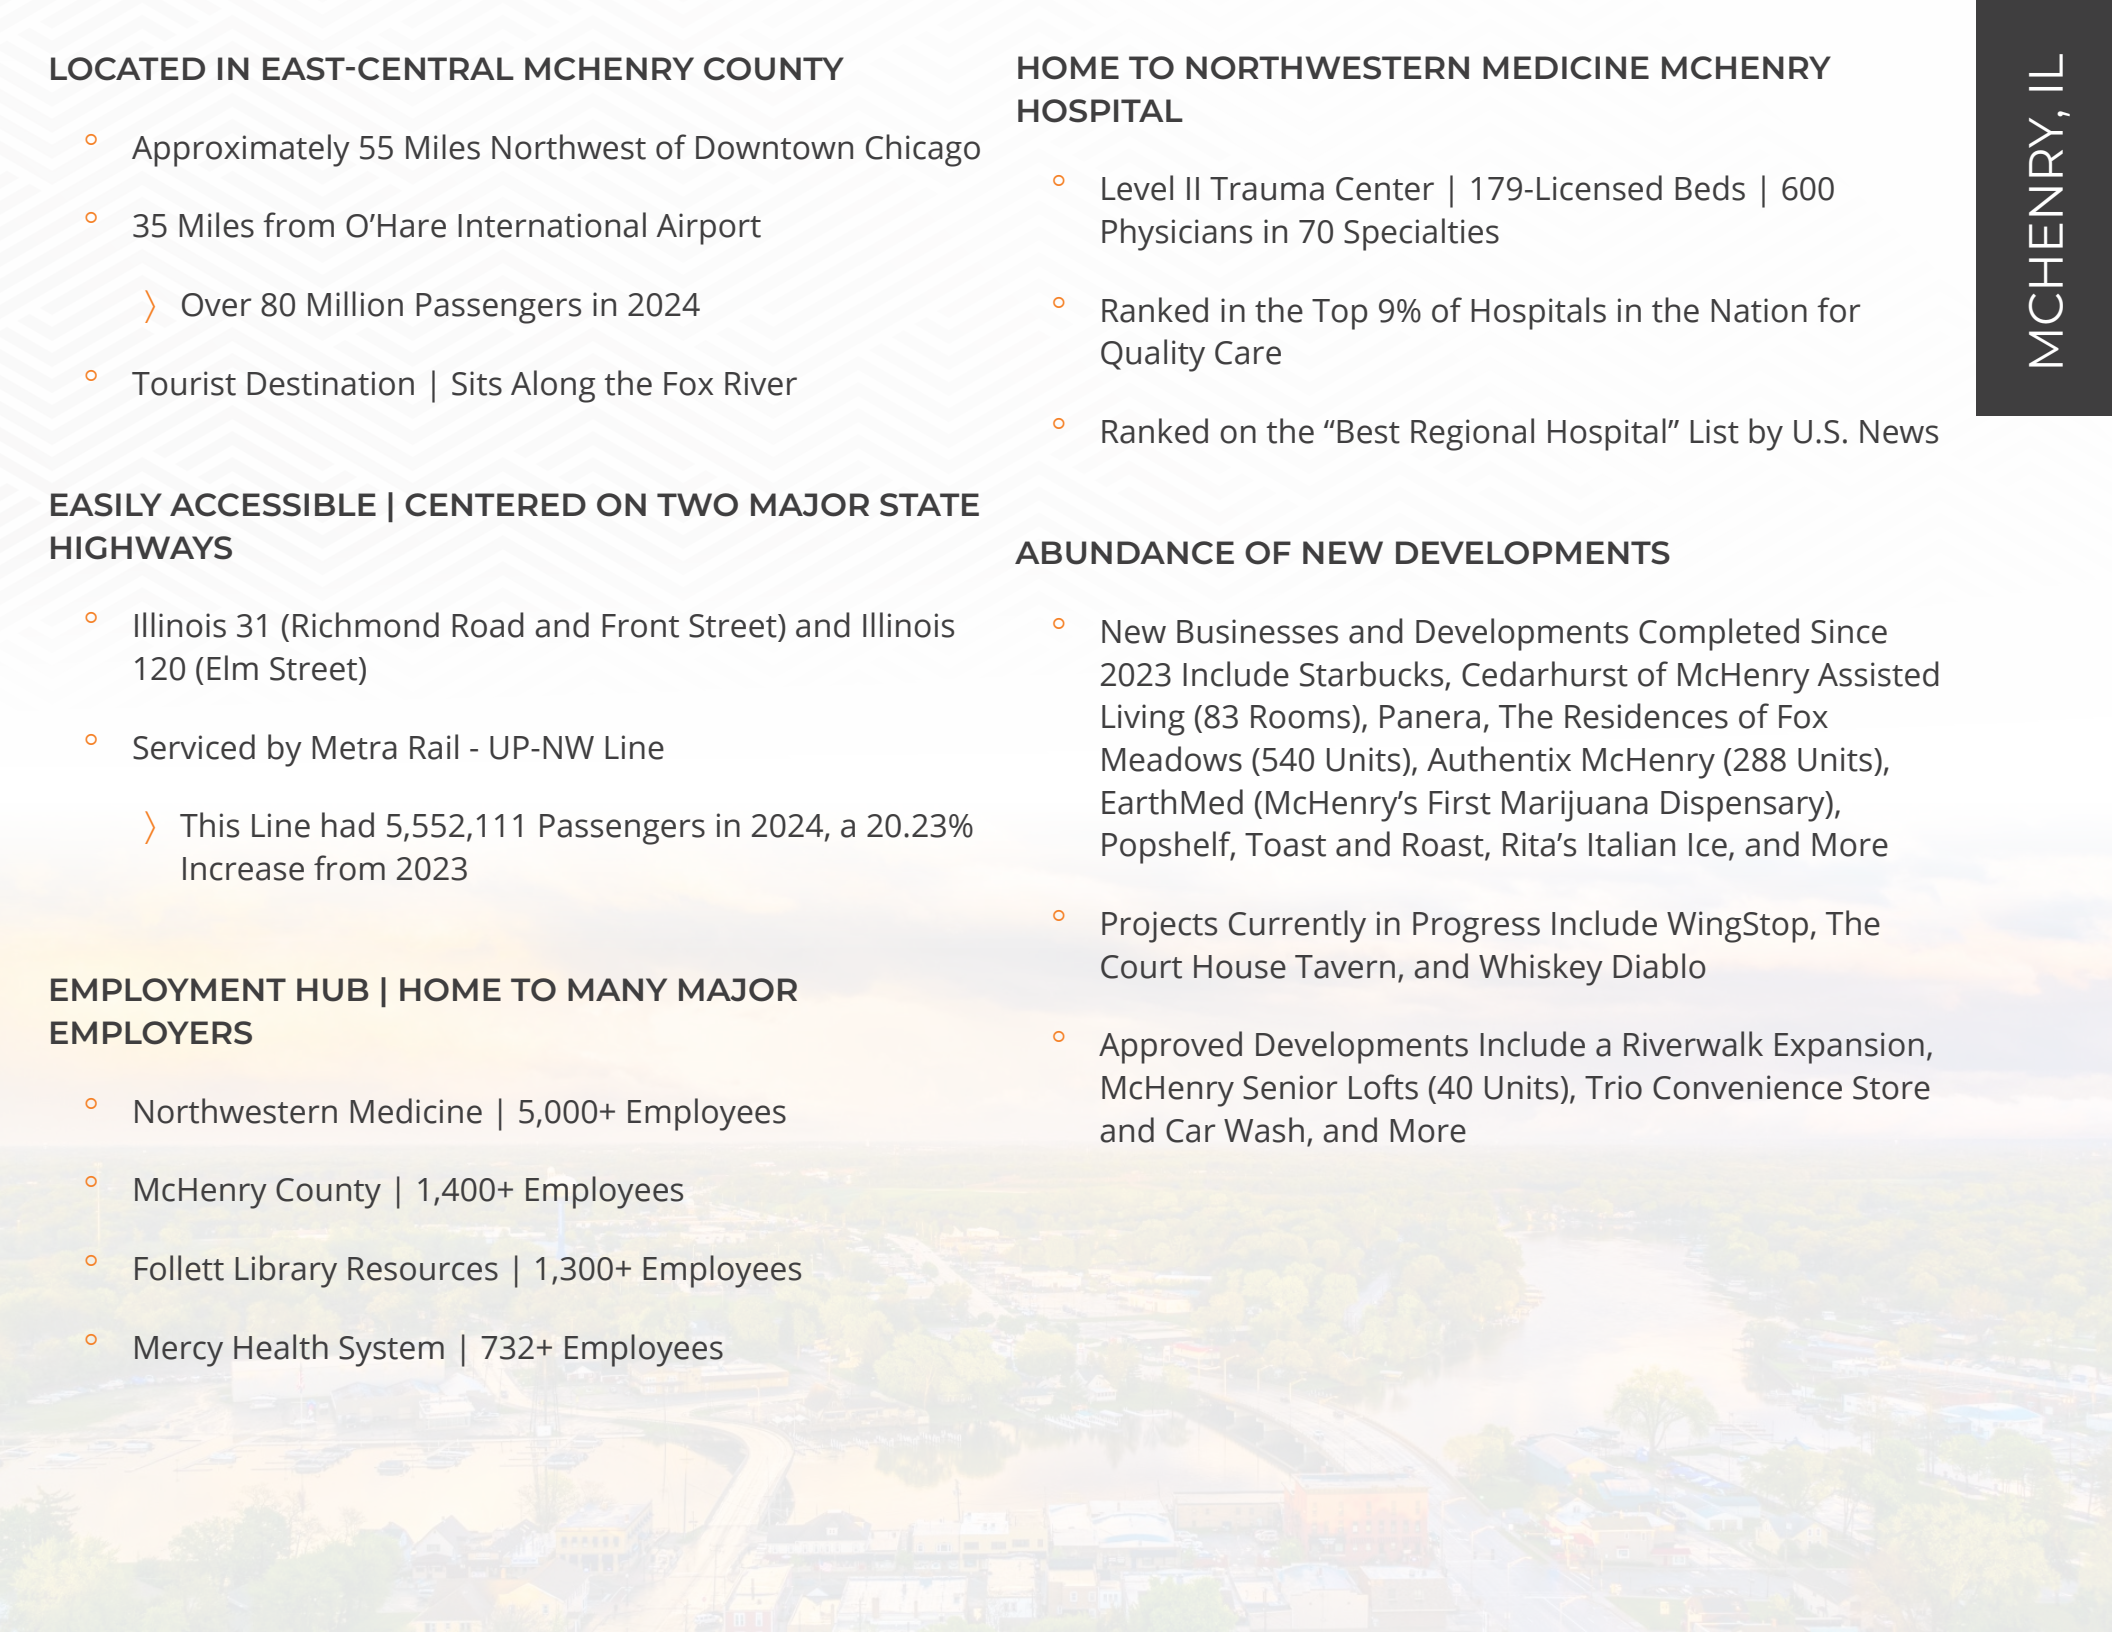 LOCATED IN EAST-CENTRAL MCHENRY COUNTY
° Approximately 55 Miles Northwest of Downtown Chicago
° 35 Miles from O’Hare International Airport
〉 Over 80 Million Passengers in 2024
° Tourist Destination | Sits Along the Fox River
EASILY ACCESSIBLE | CENTERED ON TWO MAJOR STATE
HIGHWAYS
° Illinois 31 (Richmond Road and Front Street) and Illinois
120 (Elm Street)
° Serviced by Metra Rail - UP-NW Line
〉 This Line had 5,552,111 Passengers in 2024, a 20.23%
Increase from 2023
EMPLOYMENT HUB | HOME TO MANY MAJOR
EMPLOYERS
° Northwestern Medicine | 5,000+ Employees
° McHenry County | 1,400+ Employees
° Follett Library Resources | 1,300+ Employees
° Mercy Health System | 732+ Employees
HOME TO NORTHWESTERN MEDICINE MCHENRY
HOSPITAL
° Level II Trauma Center | 179-Licensed Beds | 600
Physicians in 70 Specialties
° Ranked in the Top 9% of Hospitals in the Nation for
Quality Care
° Ranked on the “Best Regional Hospital” List by U.S. News
ABUNDANCE OF NEW DEVELOPMENTS
° New Businesses and Developments Completed Since
2023 Include Starbucks, Cedarhurst of McHenry Assisted
Living (83 Rooms), Panera, The Residences of Fox
Meadows (540 Units), Authentix McHenry (288 Units),
EarthMed (McHenry’s First Marijuana Dispensary),
Popshelf, Toast and Roast, Rita’s Italian Ice, and More
° Projects Currently in Progress Include WingStop, The
Court House Tavern, and Whiskey Diablo
° Approved Developments Include a Riverwalk Expansion,
McHenry Senior Lofts (40 Units), Trio Convenience Store
and Car Wash, and More
MCHENRY, IL